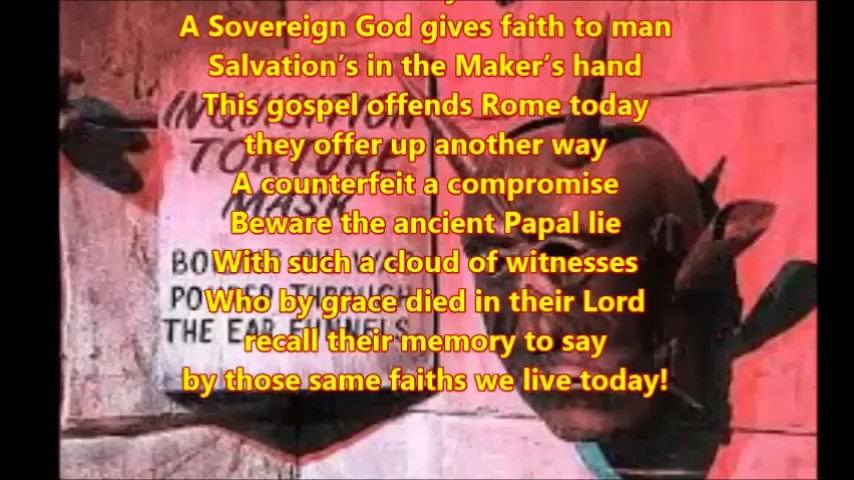 A Sovereign God gives faith to man
Salvation's in the Maker's hand
This gospel offends Rome today
they offer up another way
A counterfeit a compromise
Beware the ancient Papal lie
With such a cloud of witnesses
Who by grace died in their Lord
recall their memory to say
by those same faiths we live today!
INQUISITION
TORTURE
MASK
THE EAR FUNNELS